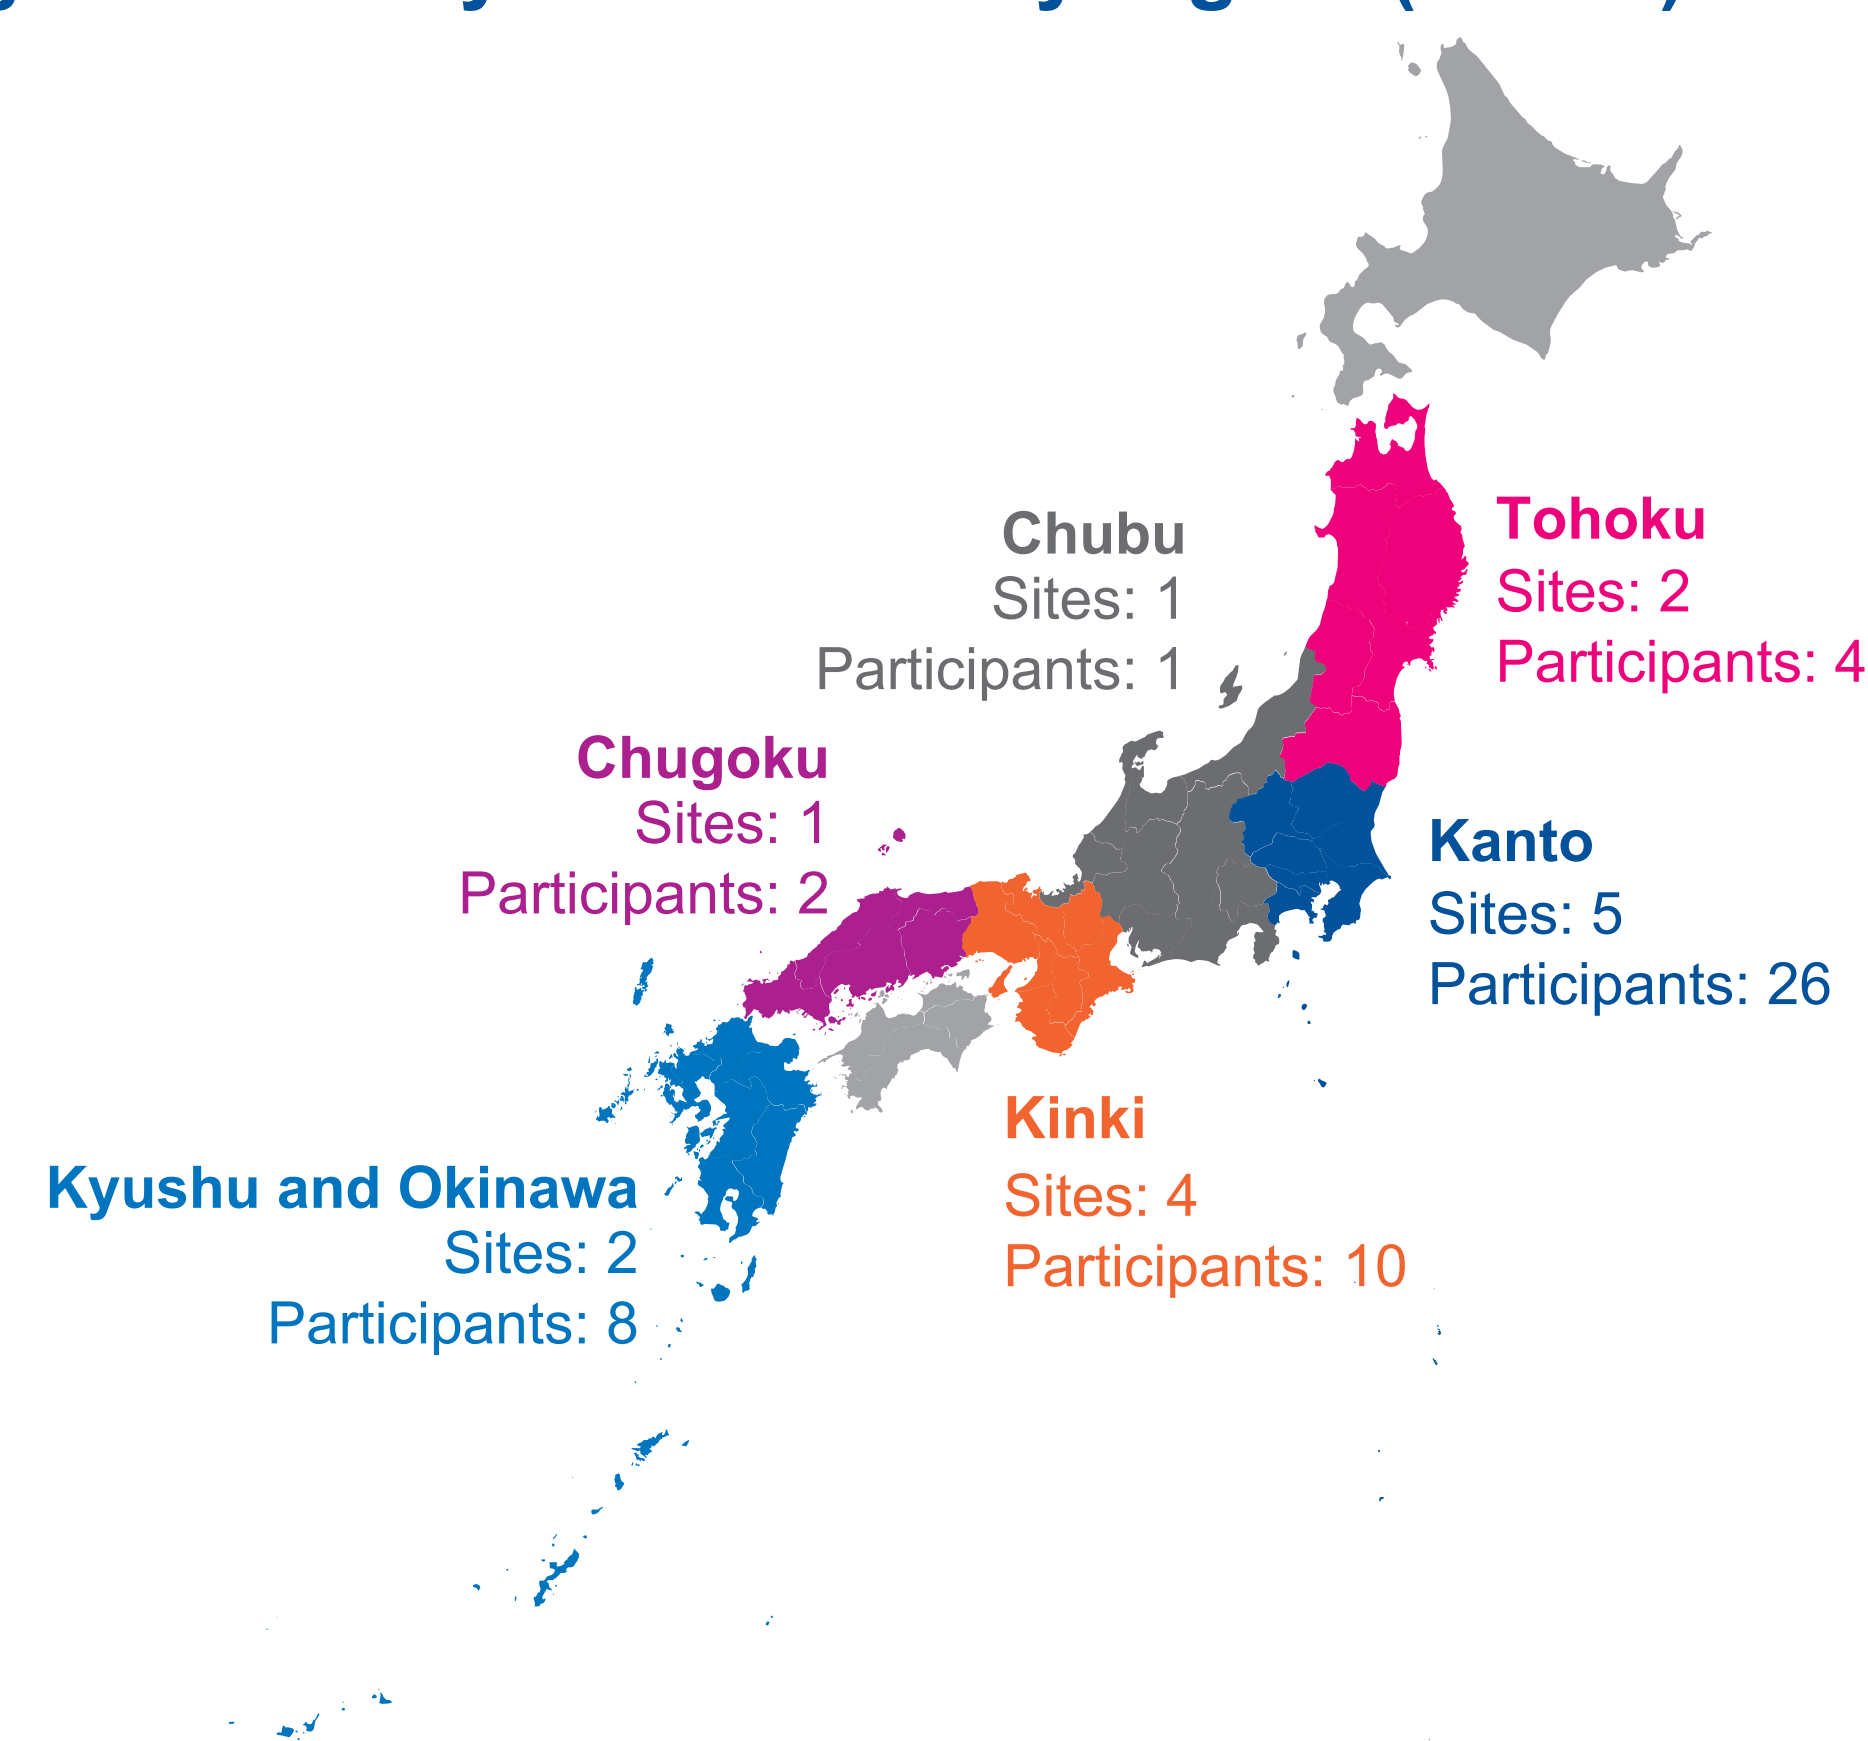 Tohoku
Sites: 2
Participants: 4
Chubu
Sites: 1
Participants: 1
Chugoku
Sites: 1
Participants: 2
Kanto
Sites: 5
Participants: 26
Kinki
Sites: 4
Participants: 10
Kyushu and Okinawa
Sites: 2
Participants: 8